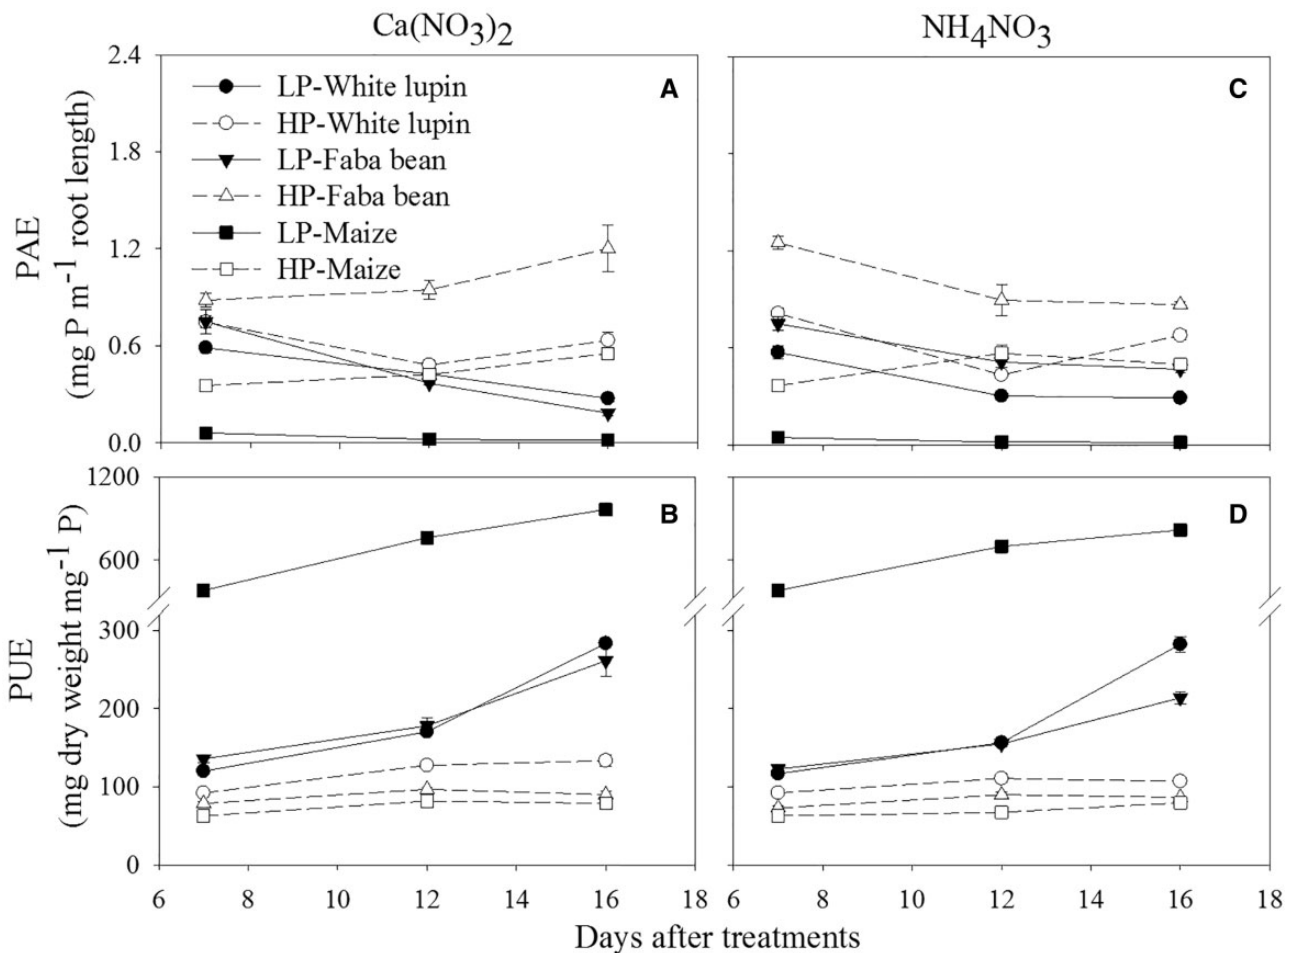 Ca(NO3)2
NH4NO3
2.4
1.8
1.2
0.6
0.0
PAE
(mg P m-1 root length)
LP-White lupin
HP-White lupin
LP-Faba bean
HP-Faba bean
LP-Maize
HP-Maize
A
C
1200
600
300
200
100
0
PUE
(mg dry weight mg-1 P)
B
D
6 8 10 12 14 16 18
6 8 10 12 14 16 18
Days after treatments